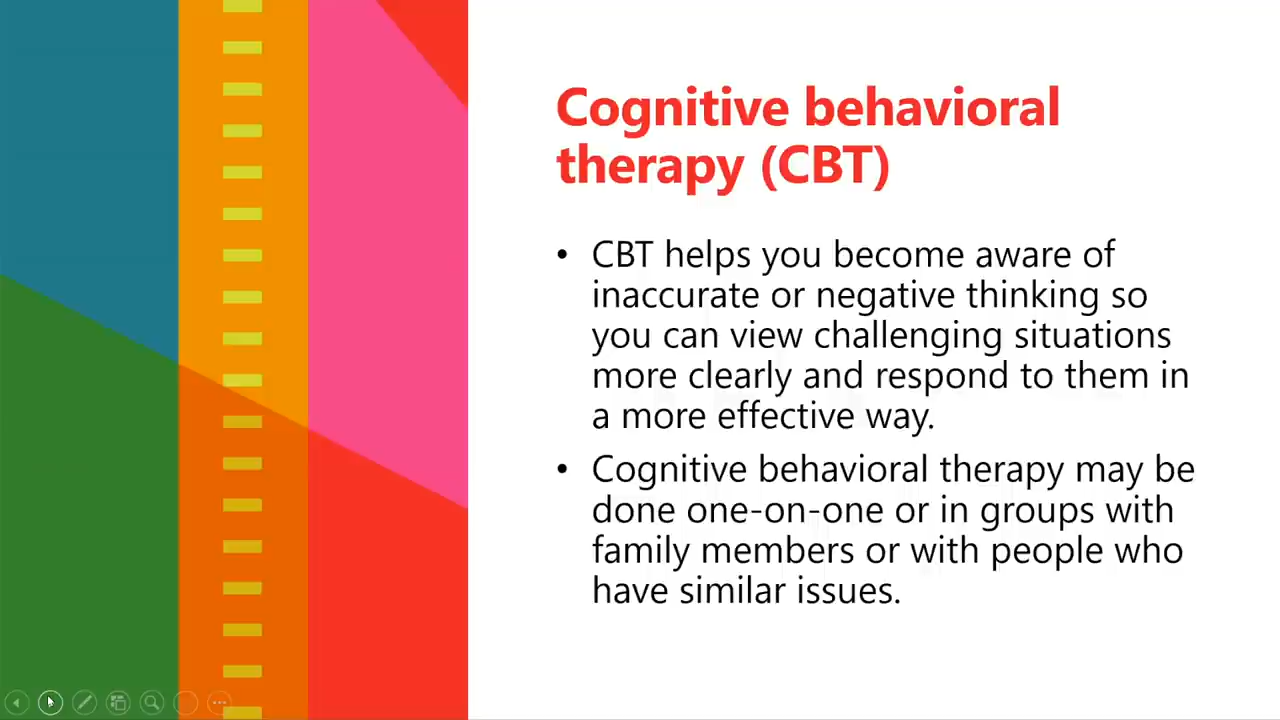 Cognitive behavioral
therapy (CBT)
• CBT helps you become aware of
inaccurate or negative thinking so
you can view challenging situations
more clearly and respond to them in
a more effective way.
• Cognitive behavioral therapy may be
done one-on-one or in groups with
family members or with people who
have similar issues.